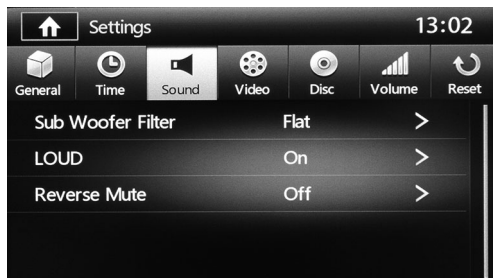 Settings 13:02
General Time Sound Video Disc Volume Reset
Sub Woofer Filter Flat >
LOUD On >
Reverse Mute Off >